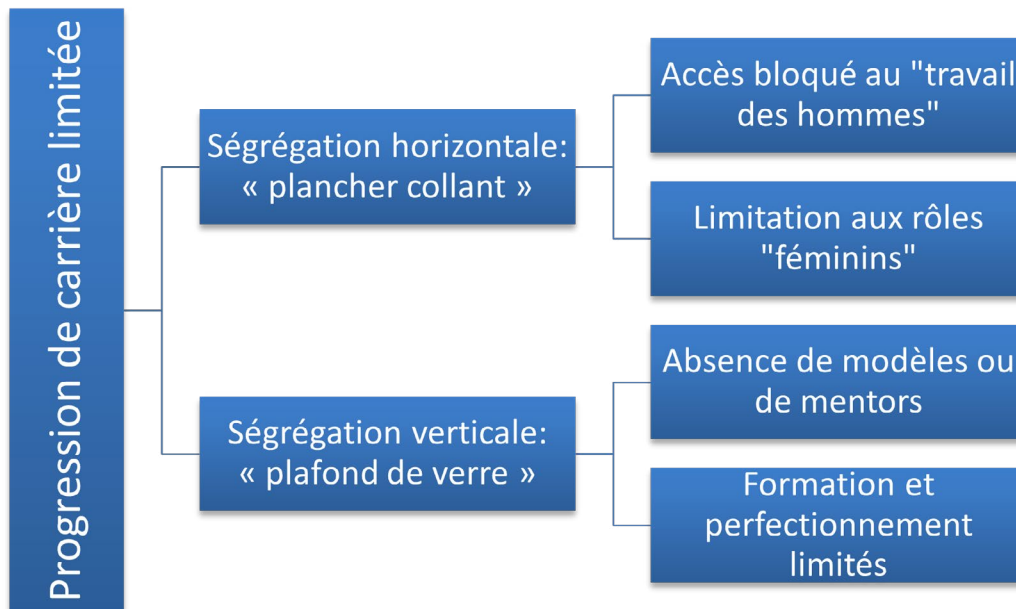 Progression de carrière limitée
Ségrégation horizontale:
« plancher collant »
Accès bloqué au "travail
des hommes"
Limitation aux rôles
"féminins"
Ségrégation verticale:
« plafond de verre »
Absence de modèles ou
de mentors
Formation et
perfectionnement
limités